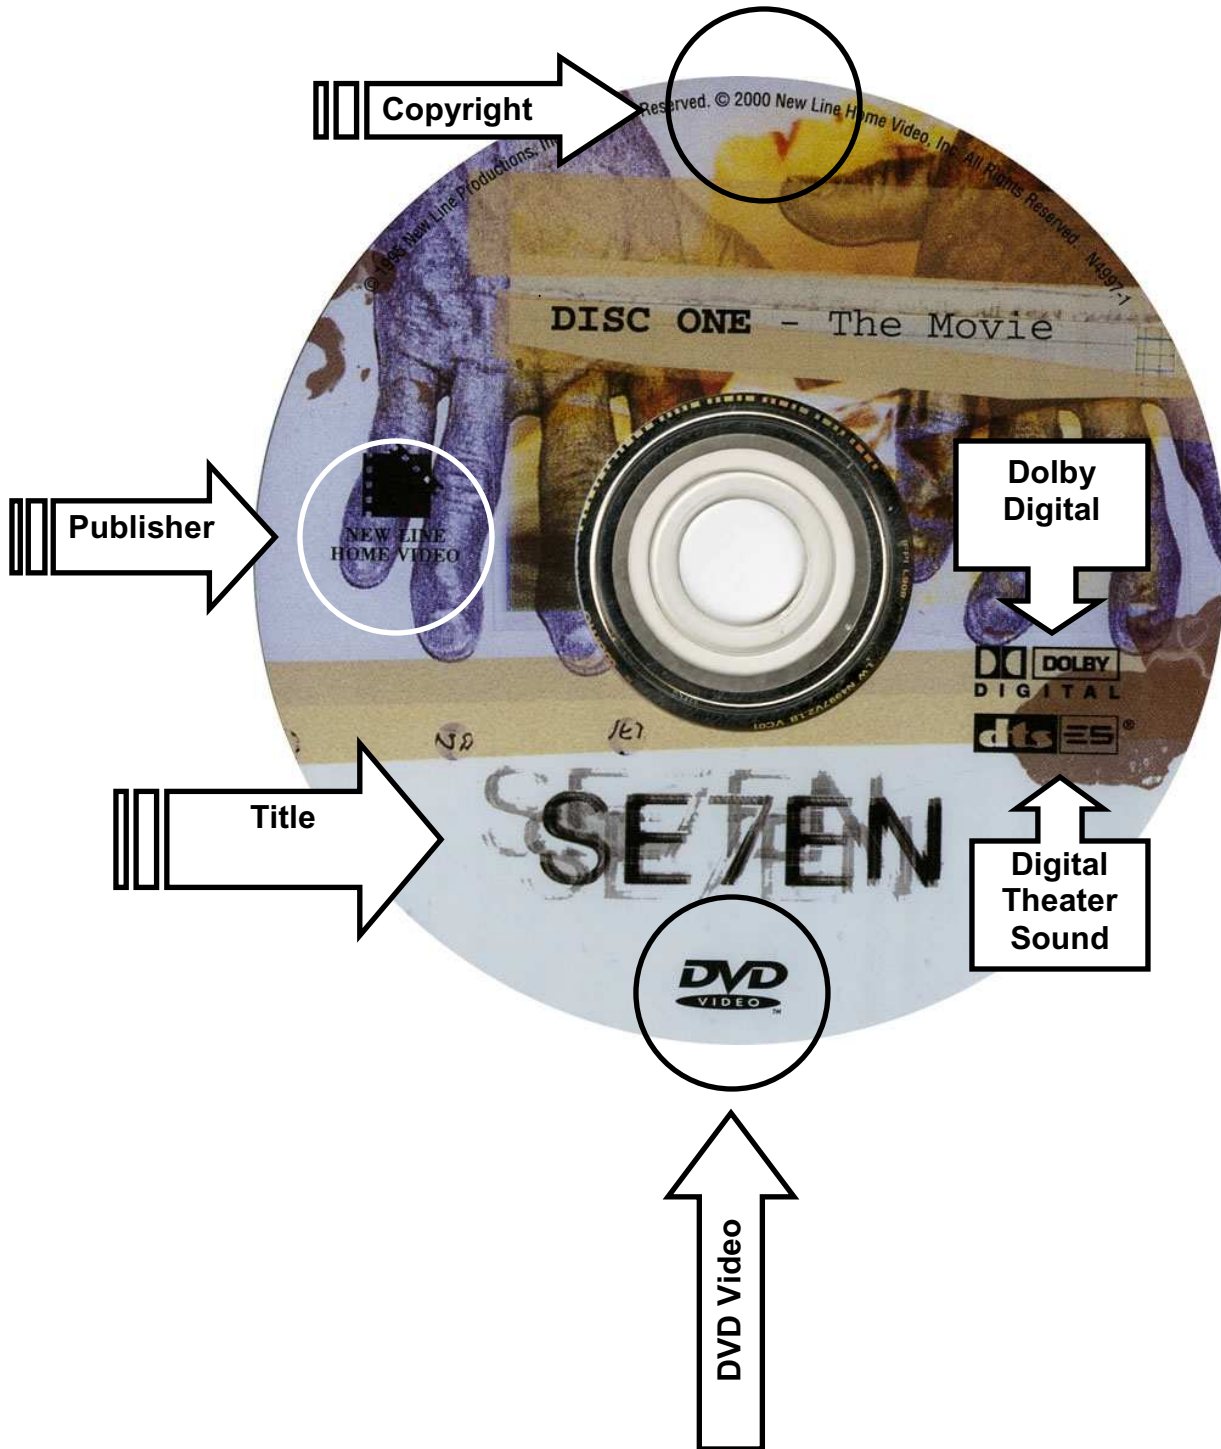 Copyright
© 1995 New Line Productions, Reserved. © 2000 New Line Home Video, Inc. All Rights Reserved. N4997-1
DISC ONE - The Movie
Publisher
NEW LINE
HOME VIDEO
Dolby
Digital
DOLBY
DIGITAL
dts ES ®
ND
Title
SE7EN
Digital
Theater
Sound
DVD
VIDEO
TM
DVD Video